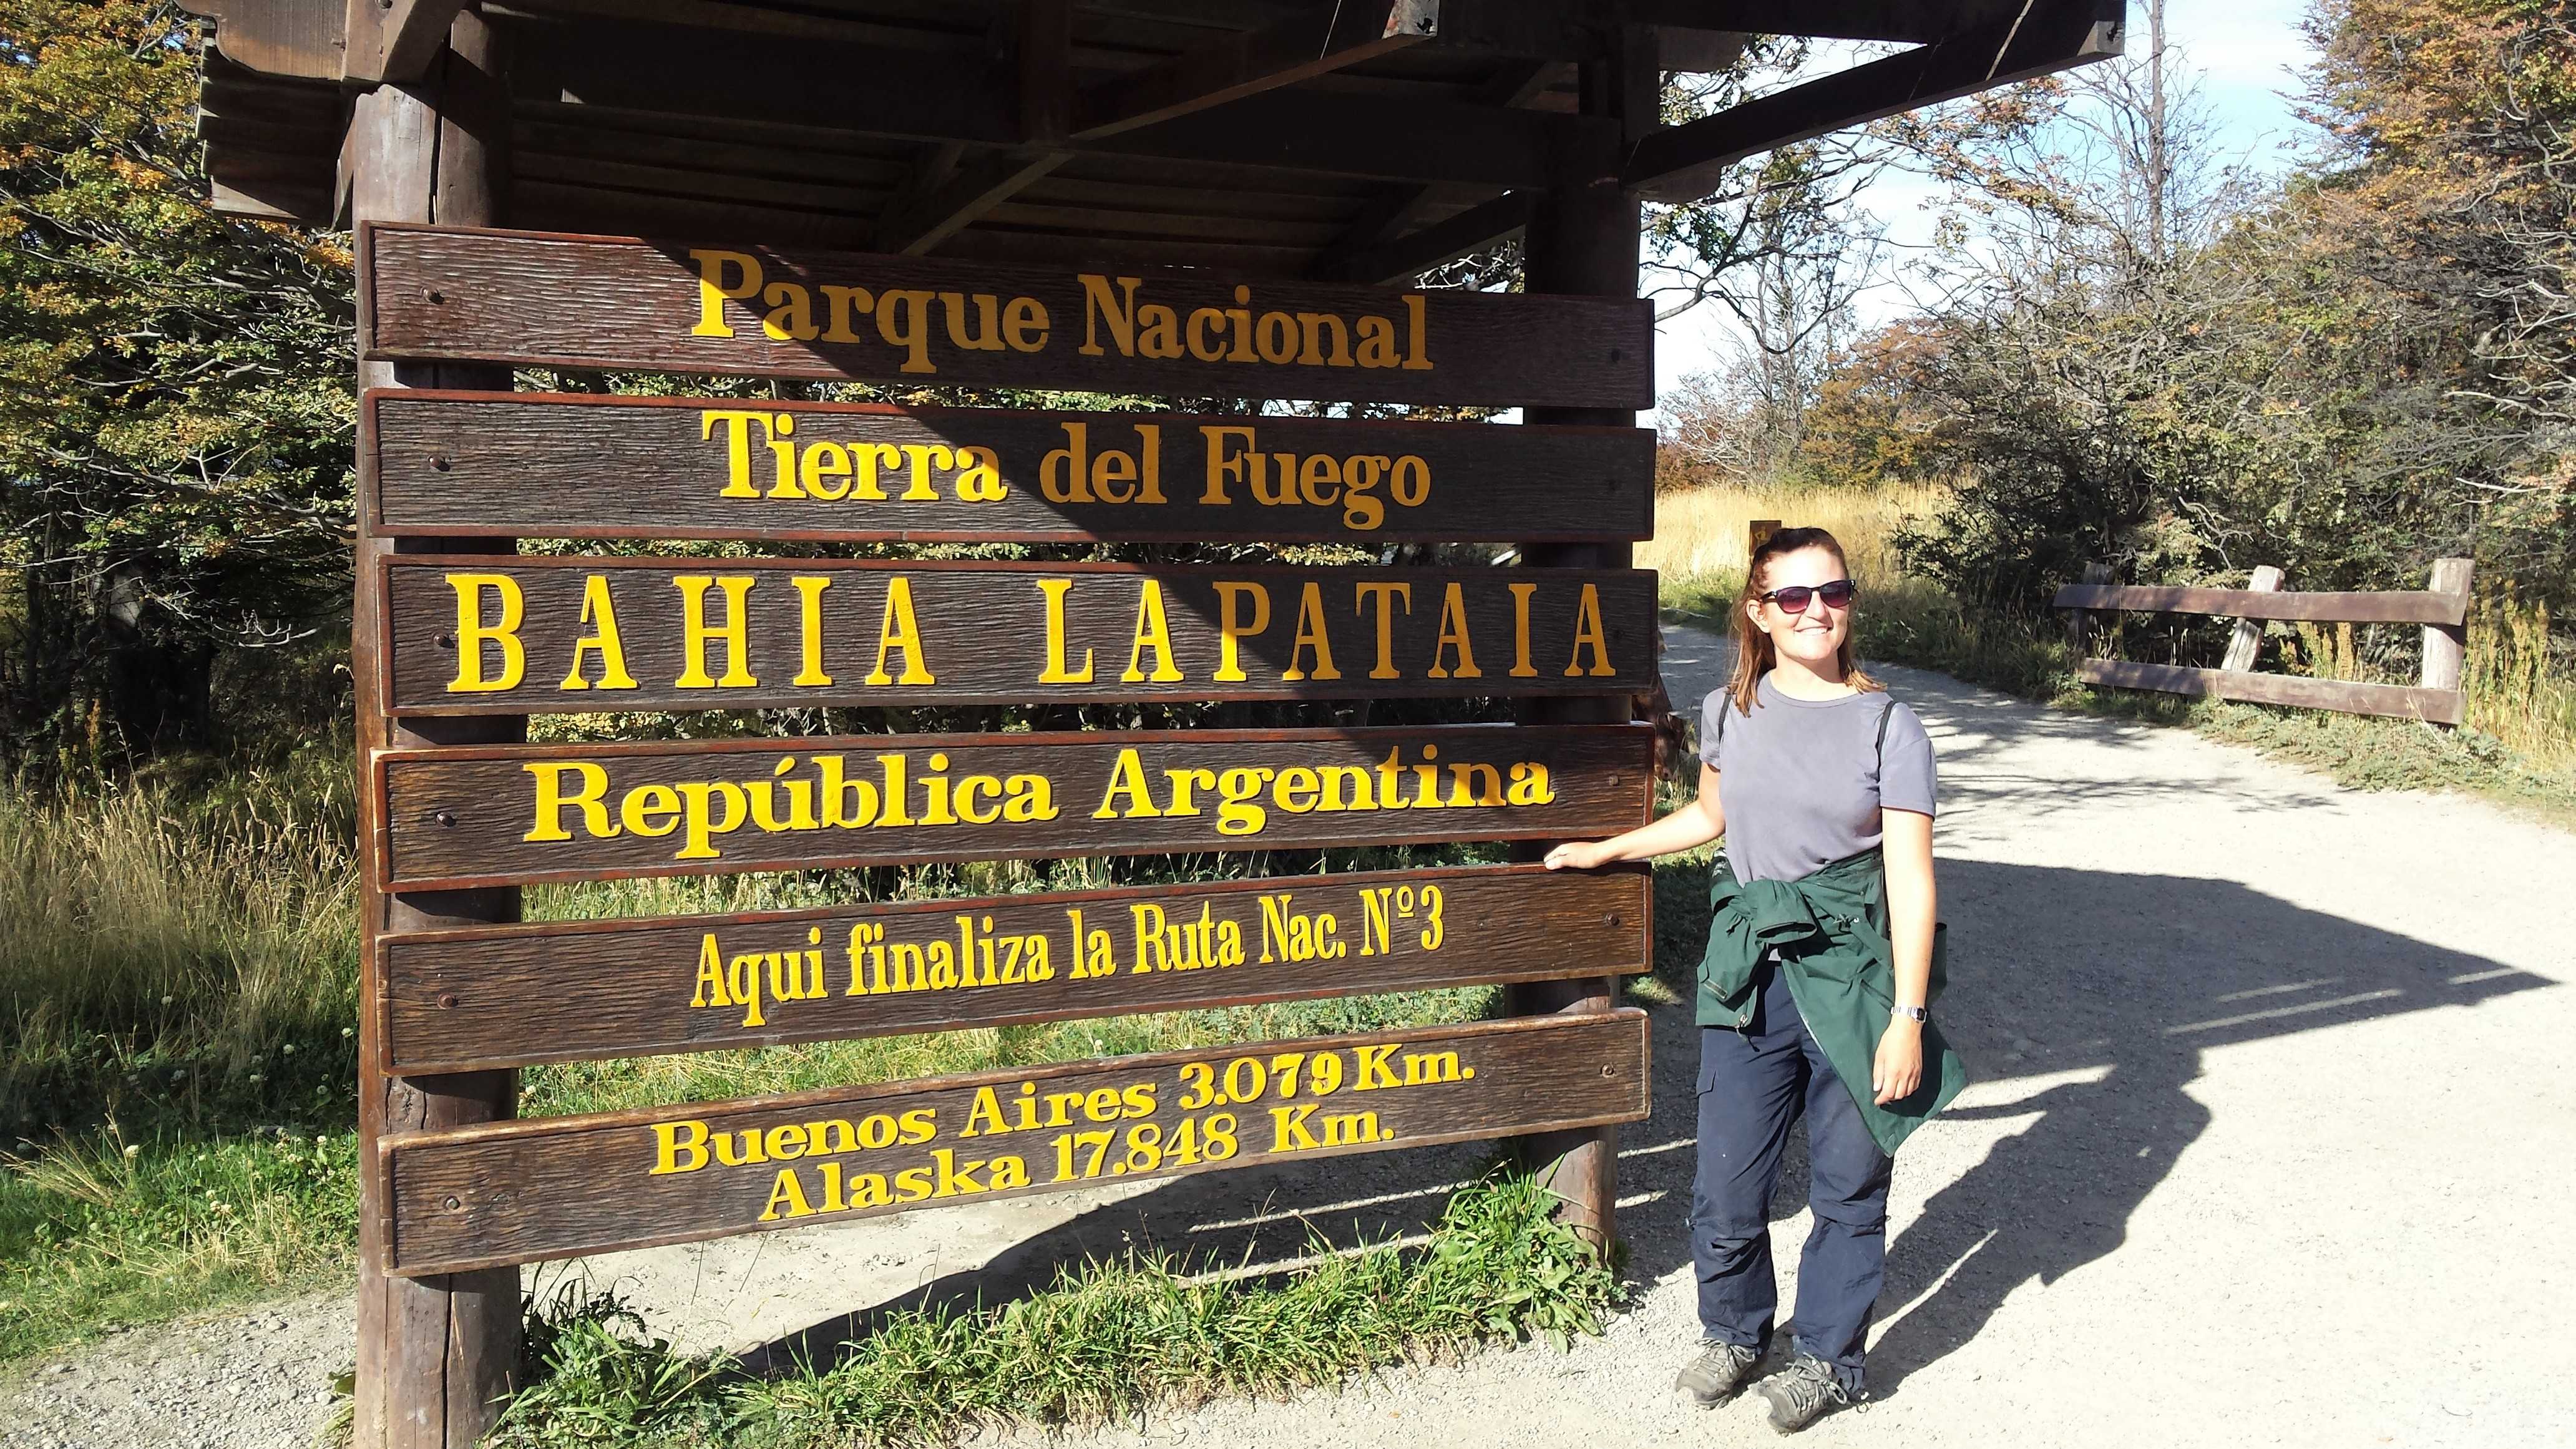 Parque Nacional
Tierra del Fuego
BAHIA LAPATAIA
República Argentina
Aqui finaliza la Ruta Nac. Nº3
Buenos Aires 3.079 Km.
Alaska 17.848 Km.